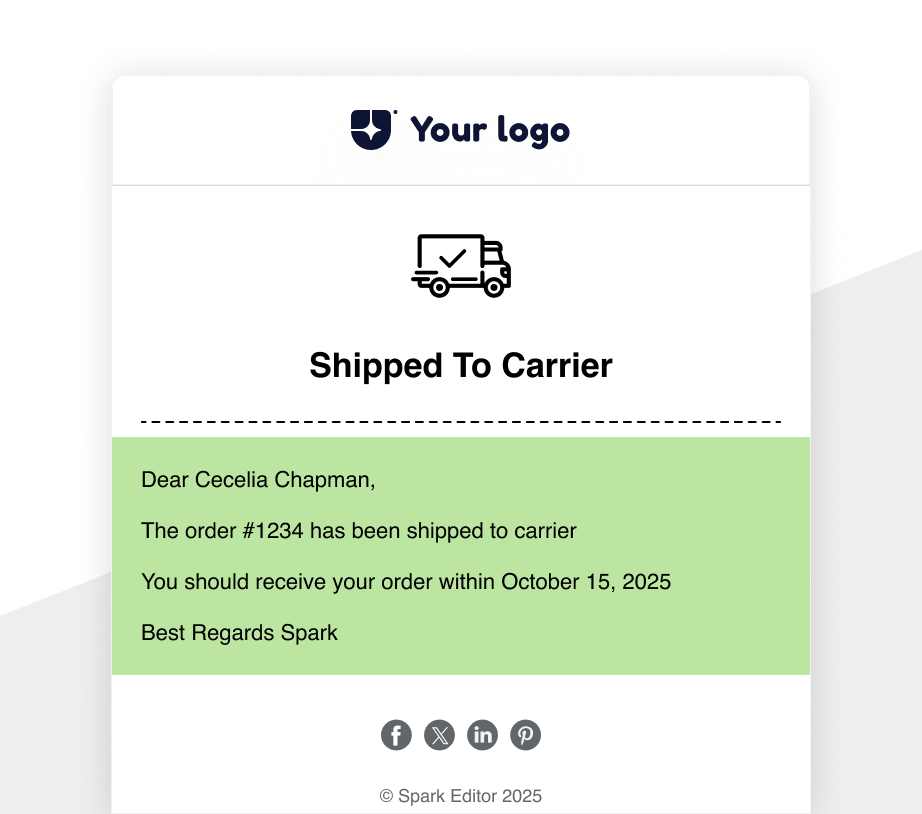 Your logo
Shipped To Carrier
Dear Cecelia Chapman,
The order #1234 has been shipped to carrier
You should receive your order within October 15, 2025
Best Regards Spark
© Spark Editor 2025